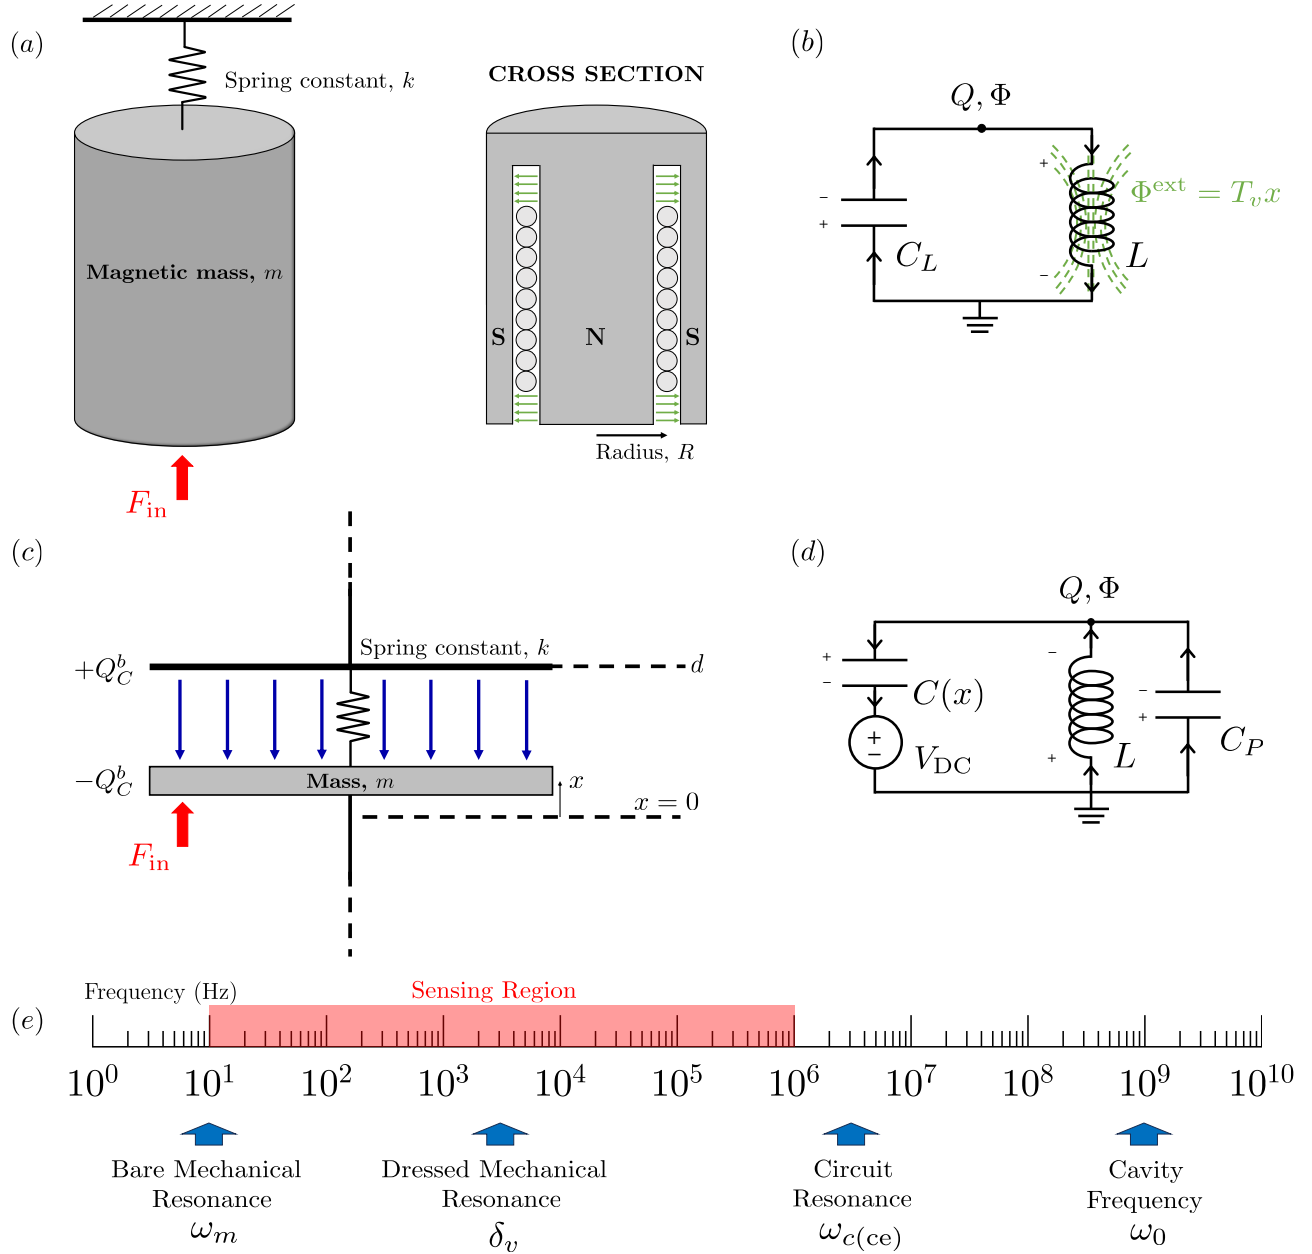 (a)
Spring constant, k
Magnetic mass, m
F_in
CROSS SECTION
S
N
S
Radius, R
(b)
Q, Φ
-
+
C_L
+
-
L
Φ^ext = T_v x
(c)
Spring constant, k
+Q_C^b
d
-Q_C^b
Mass, m
x
x = 0
F_in
(d)
Q, Φ
+
-
C(x)
+
-
V_DC
-
+
L
-
+
C_P
(e)
Frequency (Hz)
Sensing Region
10^0 10^1 10^2 10^3 10^4 10^5 10^6 10^7 10^8 10^9 10^10
Bare Mechanical
Resonance
ω_m
Dressed Mechanical
Resonance
δ_v
Circuit
Resonance
ω_c(ce)
Cavity
Frequency
ω_0